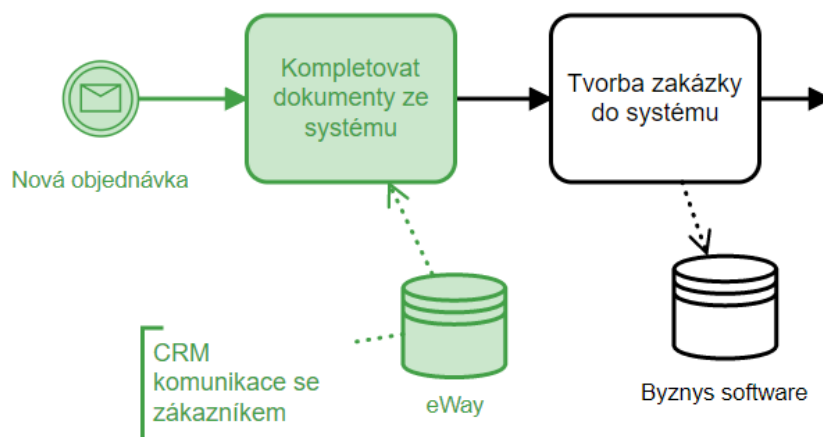 Kompletovat
dokumenty ze
systému
Tvorba zakázky
do systému
Nová objednávka
CRM
komunikace se
zákazníkem
eWay
Byznys software